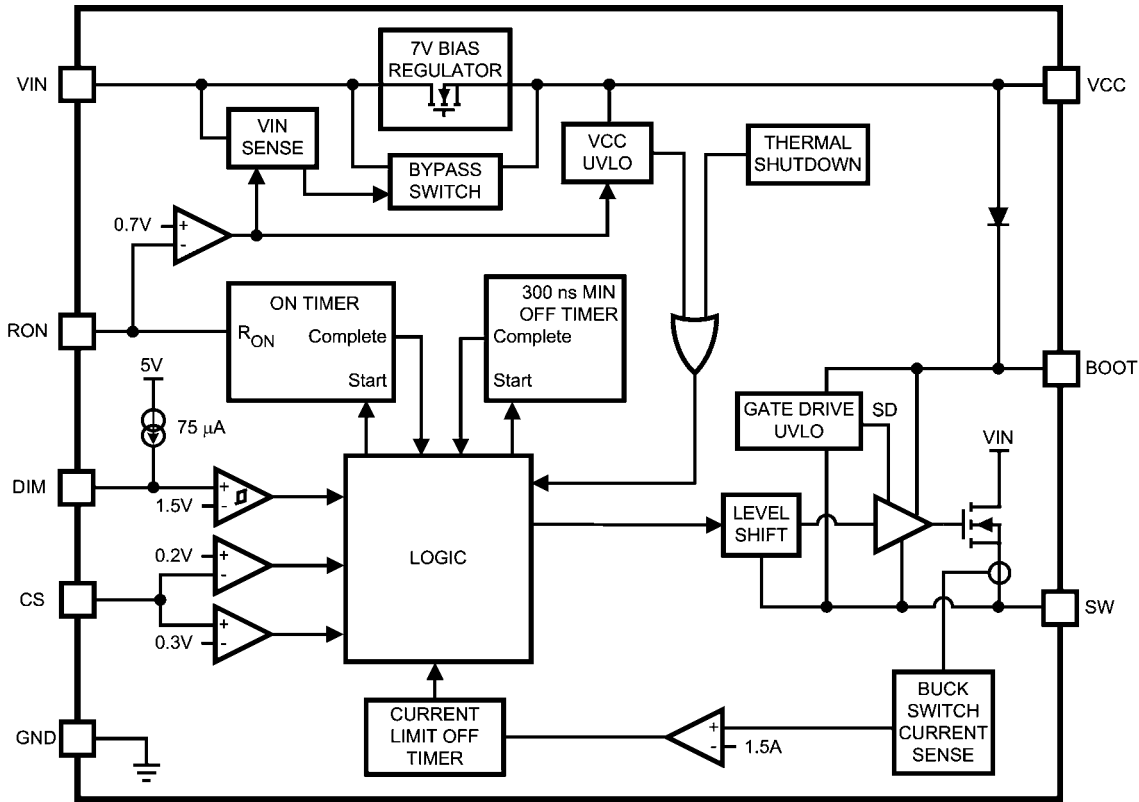 7V BIAS
REGULATOR
VIN
VCC
VIN
SENSE
BYPASS
SWITCH
VCC
UVLO
THERMAL
SHUTDOWN
0.7V
+
-
ON TIMER
RON
Complete
Start
300 ns MIN
OFF TIMER
Complete
Start
RON
5V
75 µA
BOOT
GATE DRIVE
UVLO
SD
VIN
DIM
+
1.5V -
LOGIC
LEVEL
SHIFT
0.2V +
-
CS
+
0.3V -
SW
GND
CURRENT
LIMIT OFF
TIMER
+
- 1.5A
BUCK
SWITCH
CURRENT
SENSE